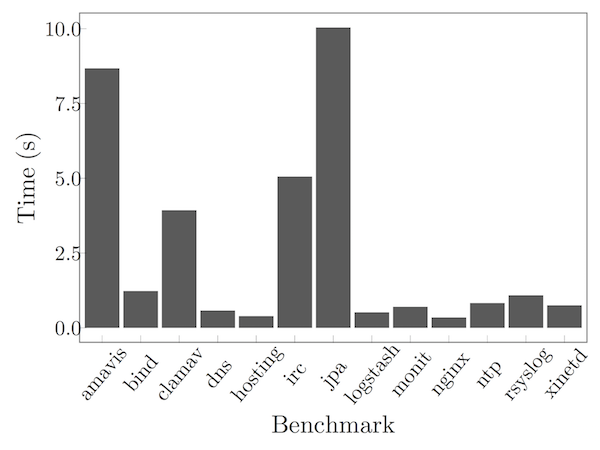 10.0
7.5
5.0
2.5
0.0
Time (s)
amavis
bind
clamav
dns
hosting
irc
jpa
logstash
monit
nginx
ntp
rsyslog
xinetd
Benchmark